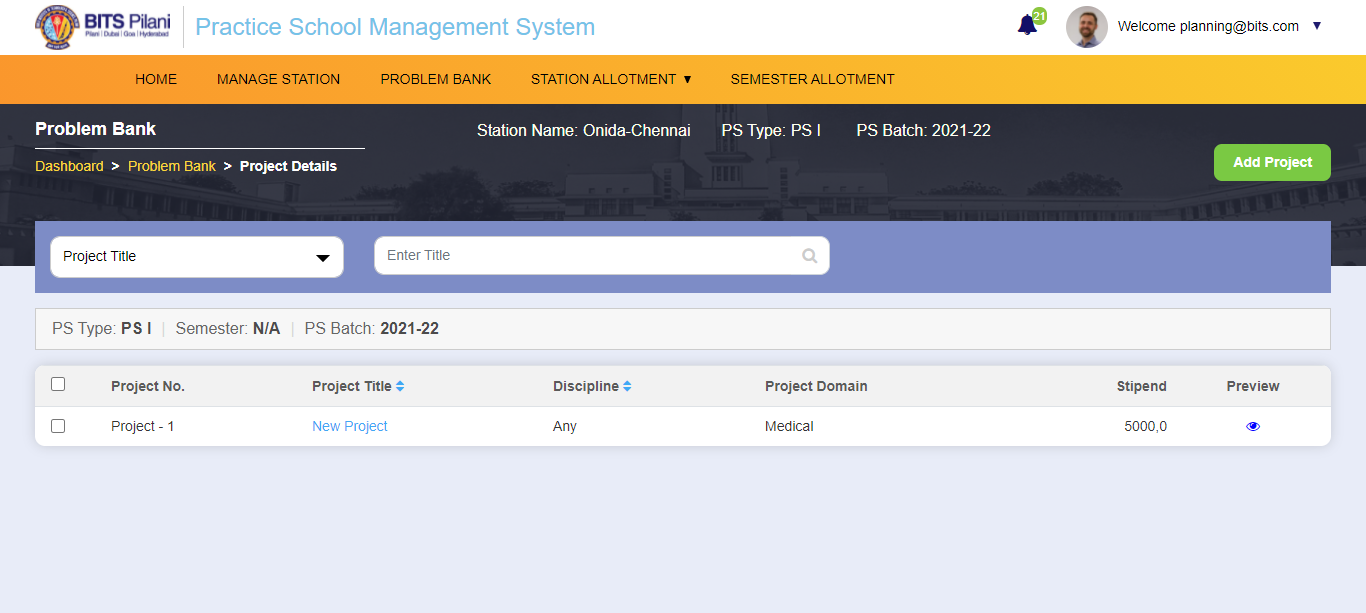 BITS Pilani
Pilani | Dubai | Goa | Hyderabad
Practice School Management System
21
Welcome planning@bits.com ▼
HOME MANAGE STATION PROBLEM BANK STATION ALLOTMENT ▼ SEMESTER ALLOTMENT
Problem Bank
Station Name: Onida-Chennai PS Type: PS I PS Batch: 2021-22
Dashboard > Problem Bank > Project Details
Add Project
Project Title
Enter Title
PS Type: PS I | Semester: N/A | PS Batch: 2021-22
Project No. Project Title Discipline Project Domain Stipend Preview
Project - 1 New Project Any Medical 5000,0